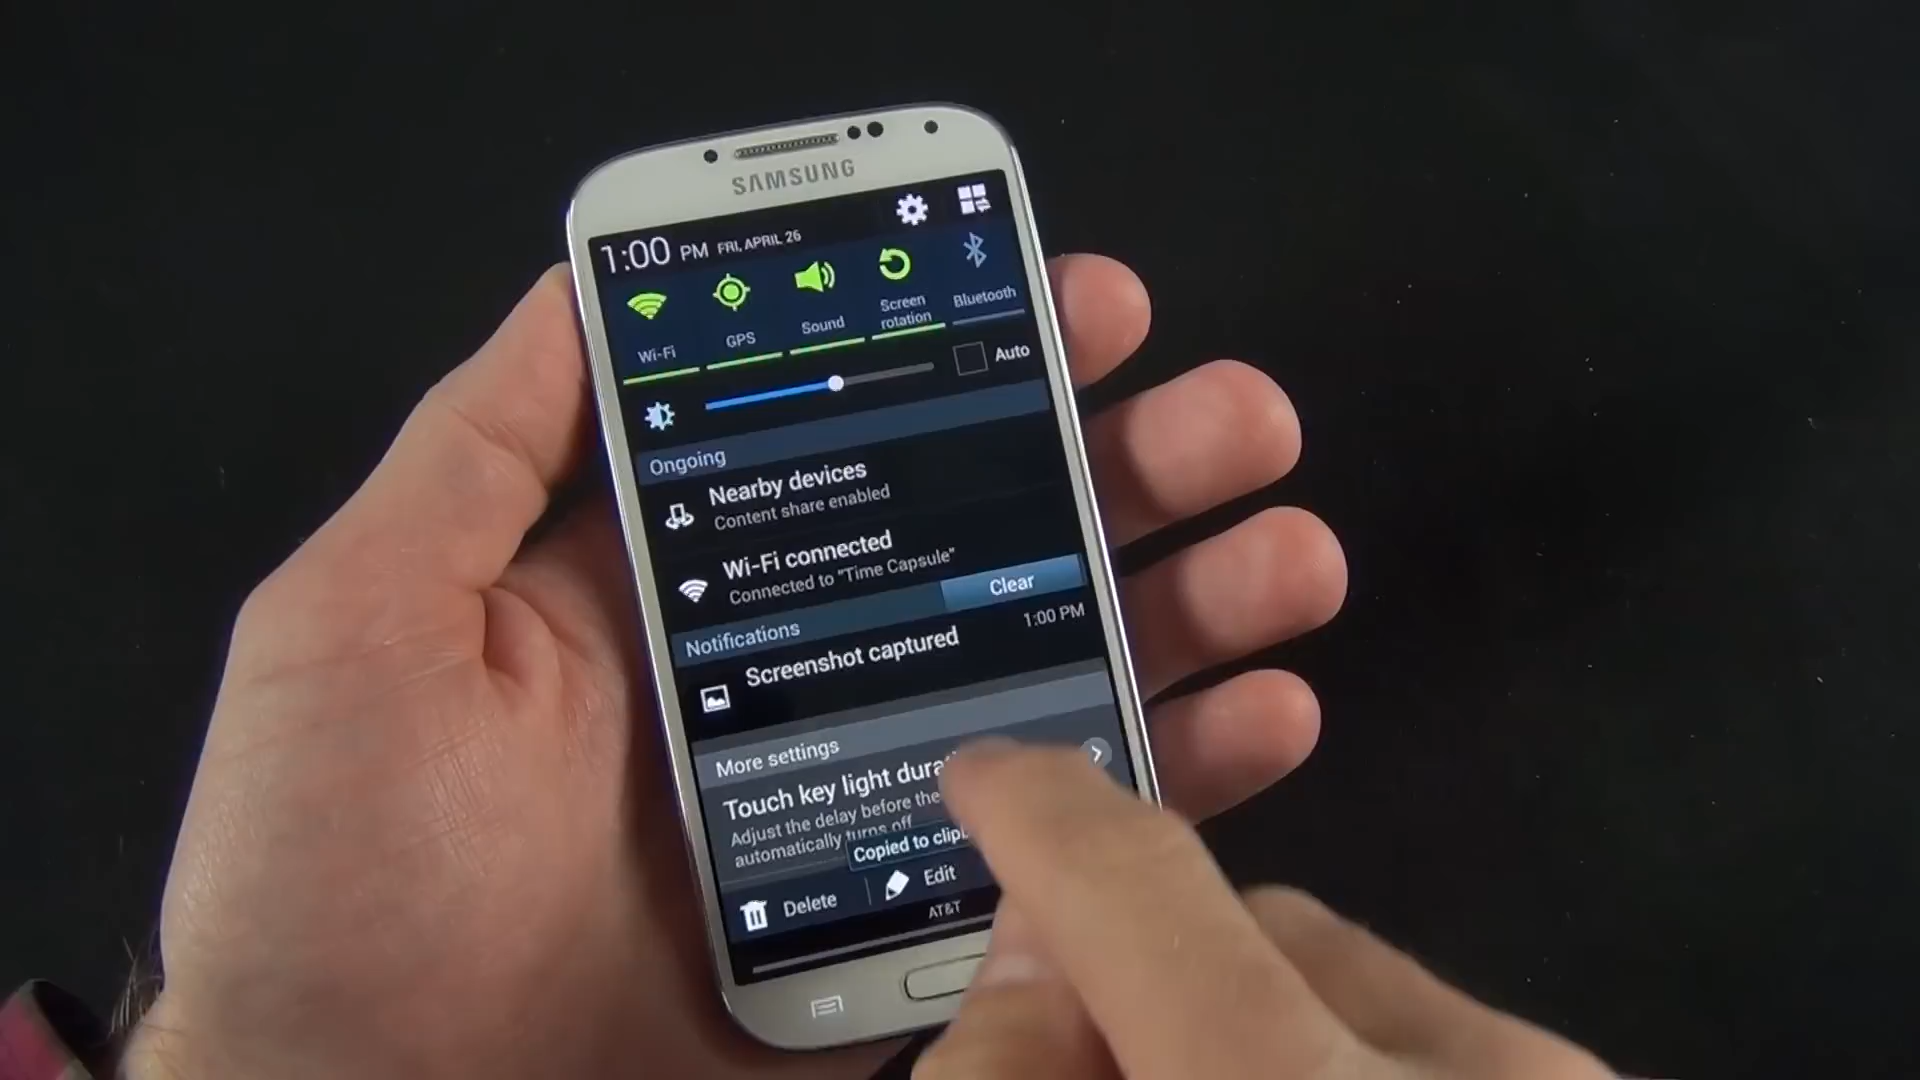 SAMSUNG
1:00 PM FRI, APRIL 26
Wi-Fi
GPS
Sound
Screen
rotation
Bluetooth
Auto
Ongoing
Nearby devices
Content share enabled
Wi-Fi connected
Connected to "Time Capsule"
Clear
Notifications
1:00 PM
Screenshot captured
More settings
Touch key light
Adjust the delay before the
automatically turns off
Copied to
Delete
Edit
AT&T